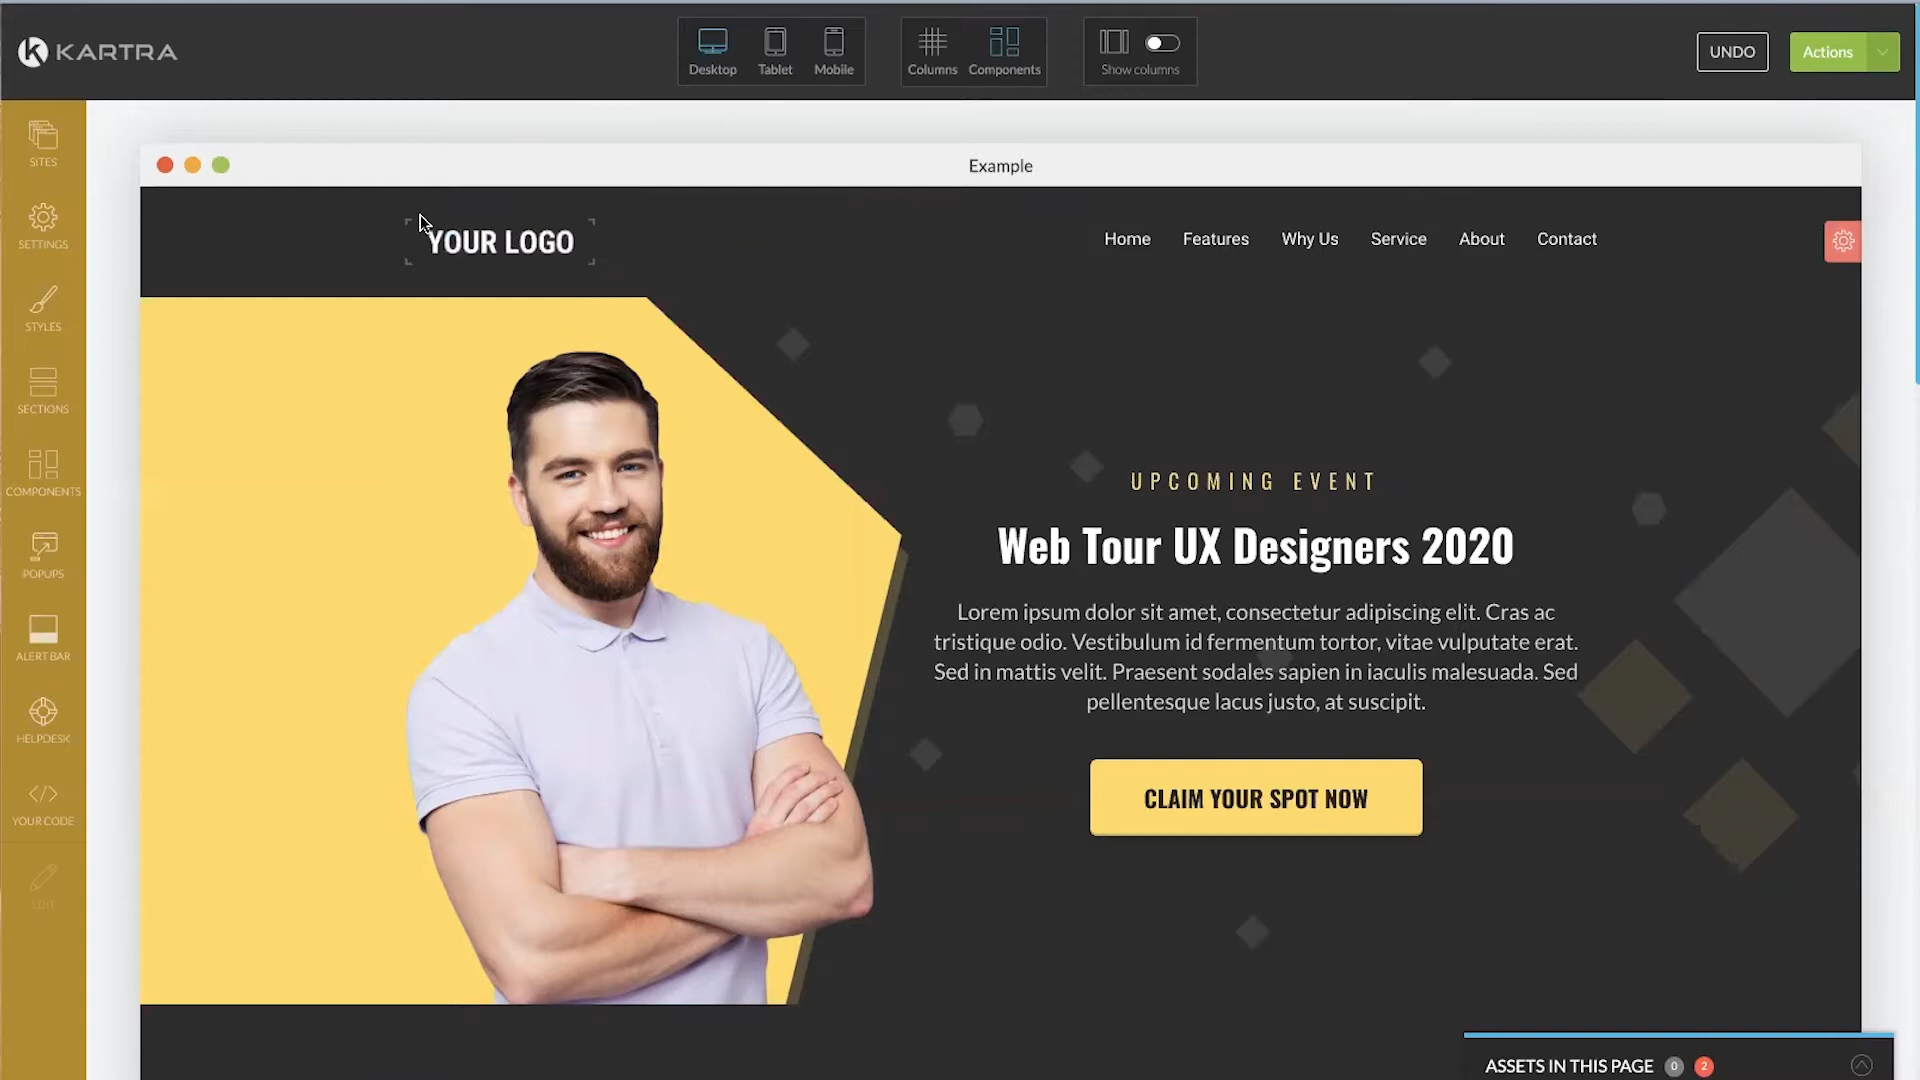 KARTRA
Desktop
Tablet
Mobile
Columns
Components
Show columns
UNDO
Actions
SITES
SETTINGS
STYLES
SECTIONS
COMPONENTS
POPUPS
ALERT BAR
HELPDESK
YOUR CODE
EDIT
Example
YOUR LOGO
Home
Features
Why Us
Service
About
Contact
UPCOMING EVENT
Web Tour UX Designers 2020
Lorem ipsum dolor sit amet, consectetur adipiscing elit. Cras ac
tristique odio. Vestibulum id fermentum tortor, vitae vulputate erat.
Sed in mattis velit. Praesent sodales sapien in iaculis malesuada. Sed
pellentesque lacus justo, at suscipit.
CLAIM YOUR SPOT NOW
ASSETS IN THIS PAGE 0 2